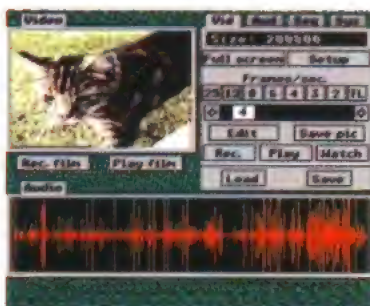 Video
Vid Aud Seq Sys
Size: 200000
Full screen Setup
Frames/sec.
25 12 8 6 4 3 2 TL
4
Edit Save pic
Rec. film Play film
Rec. Play Watch
Load Save
Audio